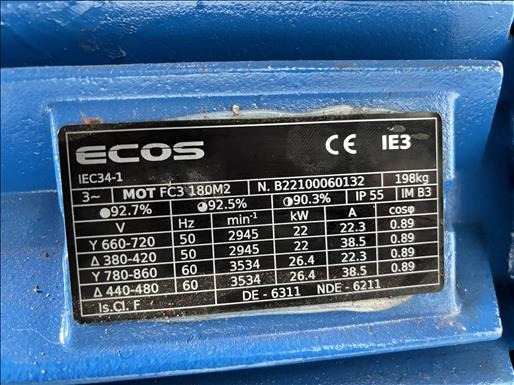 ECOS CE IE3
IEC34-1
3~ MOT FC3 180M2 N. B22100060132 198kg
92.7% 92.5% 90.3% IP 55 IM B3
V Hz min-1 kW A cosφ
Y 660-720 50 2945 22 22.3 0.89
Δ 380-420 50 2945 22 38.5 0.89
Y 780-860 60 3534 26.4 22.3 0.89
Δ 440-480 60 3534 26.4 38.5 0.89
Is.Cl. F DE - 6311 NDE - 6211